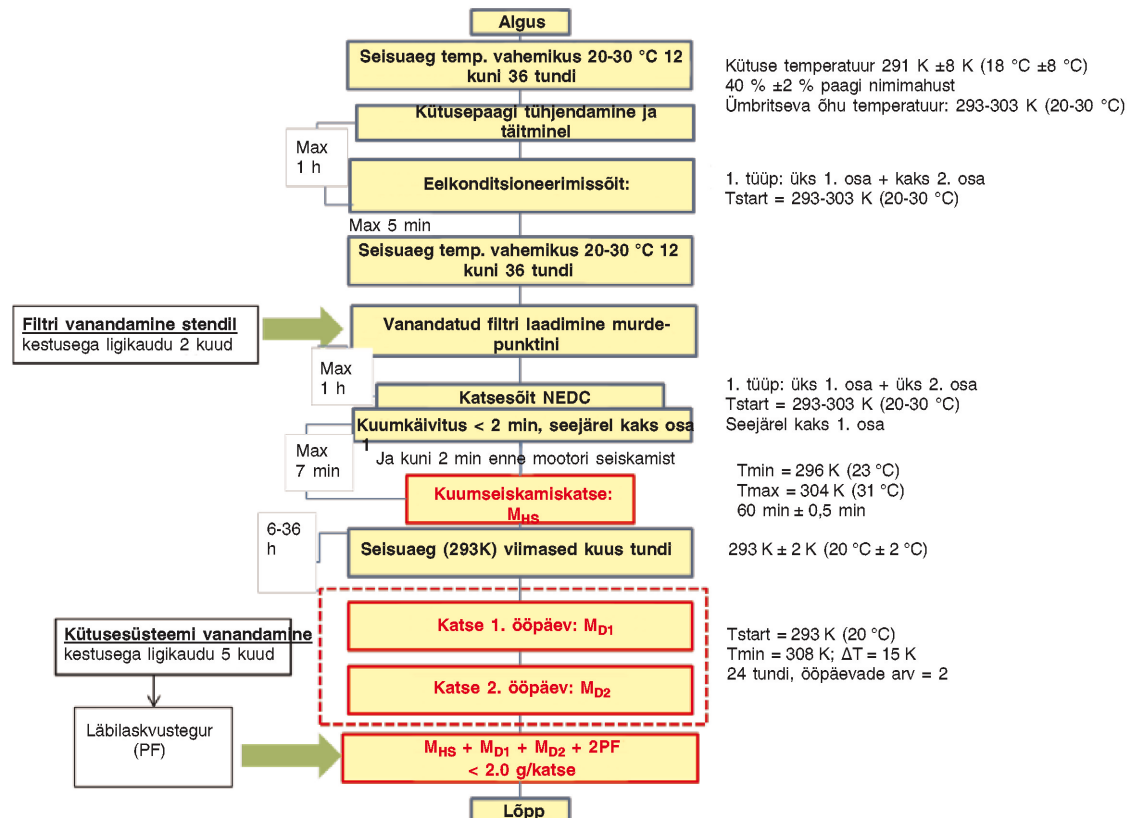 Algus
Seisuaeg temp. vahemikus 20-30 °C 12
kuni 36 tundi
Kütuse temperatuur 291 K ±8 K (18 °C ±8 °C)
40 % ±2 % paagi nimimahust
Ümbritseva õhu temperatuur: 293-303 K (20-30 °C)
Kütusepaagi tühjendamine ja
täitminel
Max
1 h
Eelkonditsioneerimissõit:
1. tüüp: üks 1. osa + kaks 2. osa
Tstart = 293-303 K (20-30 °C)
Max 5 min
Seisuaeg temp. vahemikus 20-30 °C 12
kuni 36 tundi
Filtri vanandamine stendil
kestusega ligikaudu 2 kuud
Vanandatud filtri laadimine murde-
punktini
Max
1 h
Katsesõit NEDC
1. tüüp: üks 1. osa + üks 2. osa
Tstart = 293-303 K (20-30 °C)
Seejärel kaks 1. osa
Kuumkäivitus < 2 min, seejärel kaks osa
1
Max
7 min
Ja kuni 2 min enne mootori seiskamist
Kuumseiskamiskatse:
MHS
Tmin = 296 K (23 °C)
Tmax = 304 K (31 °C)
60 min ± 0,5 min
6-36
h
Seisuaeg (293K) viimased kuus tundi
293 K ± 2 K (20 °C ± 2 °C)
Katse 1. ööpäev: MD1
Kütusesüsteemi vanandamine
kestusega ligikaudu 5 kuud
Tstart = 293 K (20 °C)
Tmin = 308 K; ΔT = 15 K
24 tundi, ööpäevade arv = 2
Katse 2. ööpäev: MD2
Läbilaskvustegur
(PF)
MHS + MD1 + MD2 + 2PF
< 2.0 g/katse
Lõpp